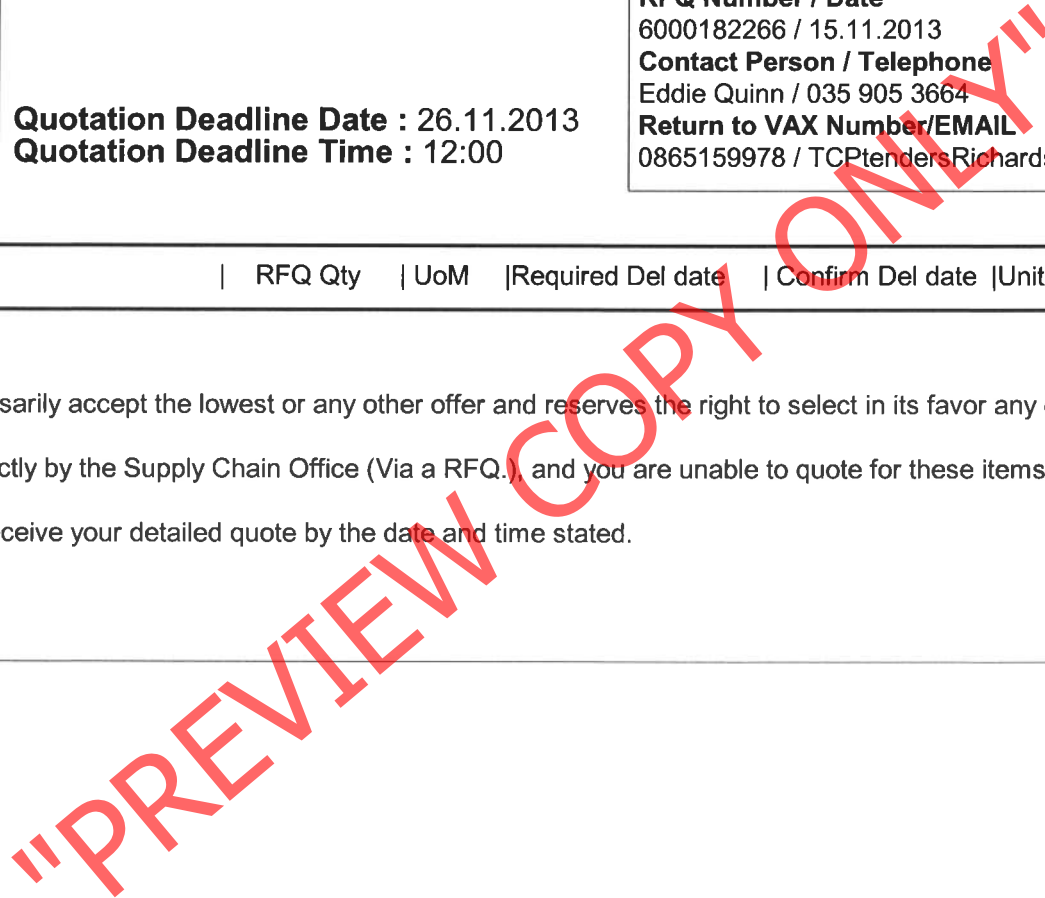 RFQ Number / Date
6000182266 / 15.11.2013
Contact Person / Telephone
Eddie Quinn / 035 905 3664
Return to VAX Number/EMAIL
0865159978 / TCPtendersRichards
Quotation Deadline Date : 26.11.2013
Quotation Deadline Time : 12:00
| RFQ Qty | UoM |Required Del date | Confirm Del date |Unit
sarily accept the lowest or any other offer and reserves the right to select in its favor any
ctly by the Supply Chain Office (Via a RFQ.), and you are unable to quote for these items
ceive your detailed quote by the date and time stated.
"PREVIEW COPY ONLY"